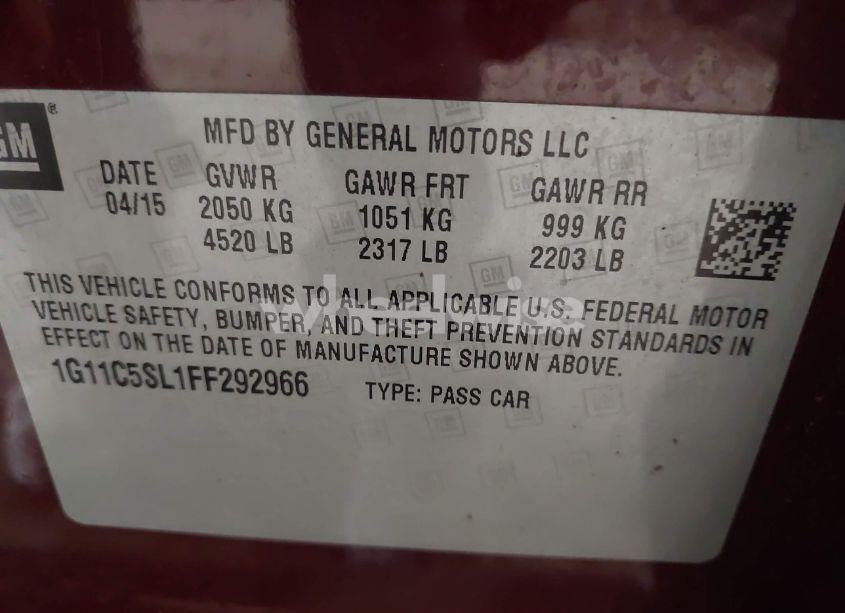 GM®
MFD BY GENERAL MOTORS LLC
DATE GVWR GAWR FRT GAWR RR
04/15 2050 KG 1051 KG 999 KG
4520 LB 2317 LB 2203 LB
THIS VEHICLE CONFORMS TO ALL APPLICABLE U.S. FEDERAL MOTOR
VEHICLE SAFETY, BUMPER, AND THEFT PREVENTION STANDARDS IN
EFFECT ON THE DATE OF MANUFACTURE SHOWN ABOVE.
1G11C5SL1FF292966 TYPE: PASS CAR